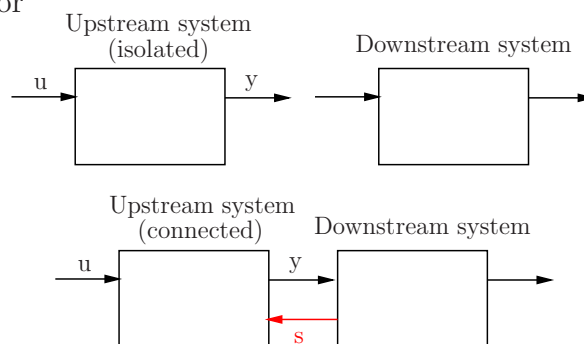 or
Upstream system
(isolated)
Downstream system
u
y
Upstream system
(connected)
Downstream system
u
y
s